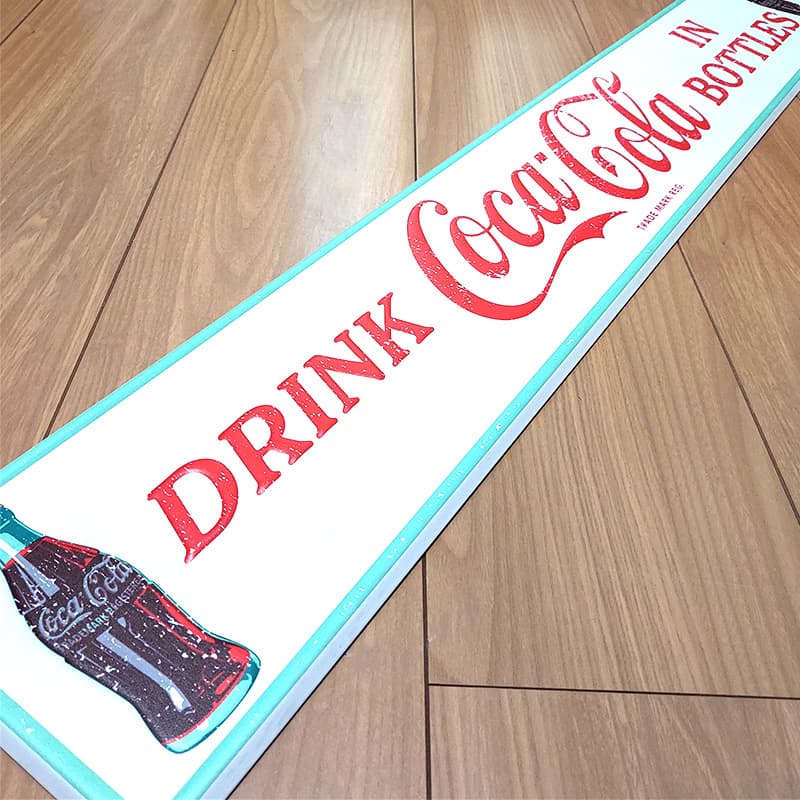 DRINK Coca-Cola IN BOTTLES
TRADE MARK REG.
Coca-Cola